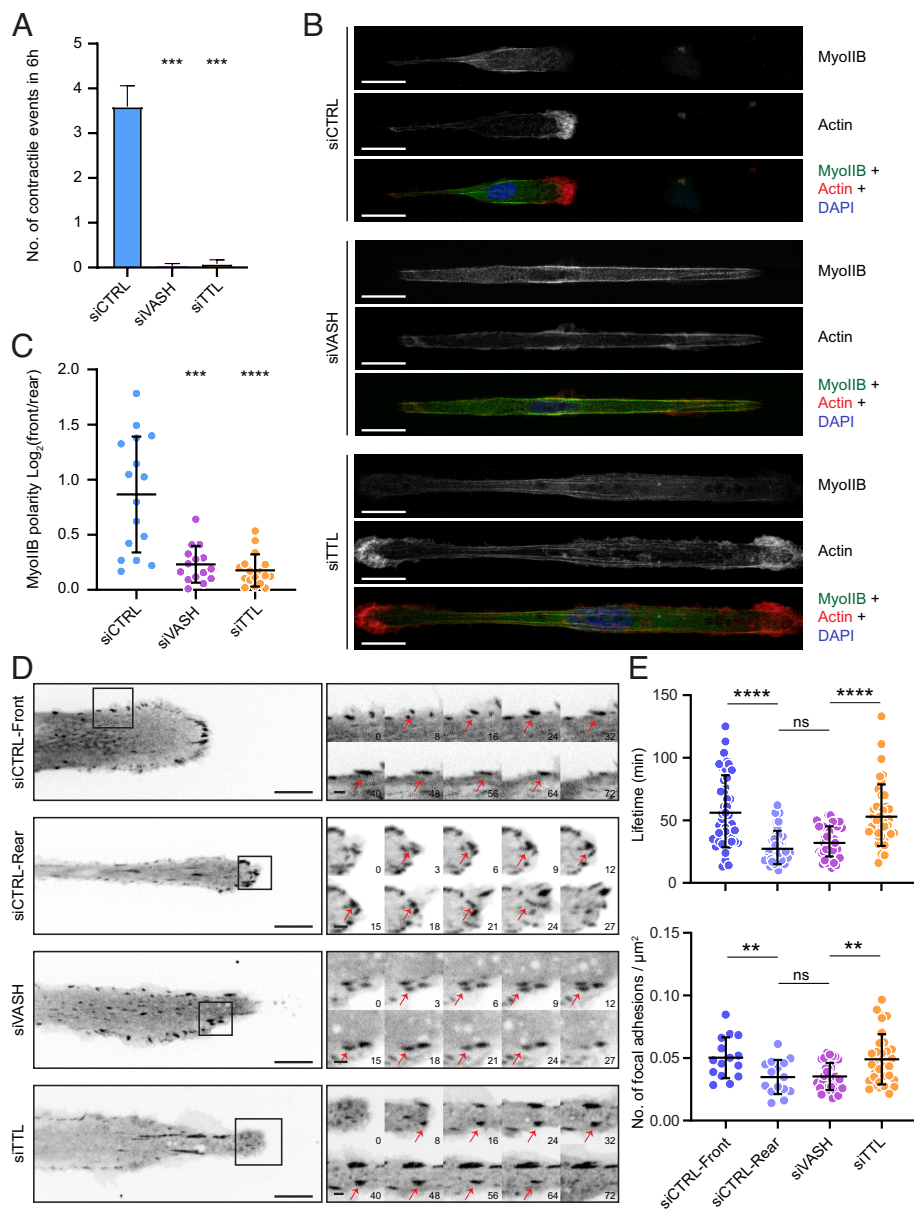 A
No. of contractile events in 6h
5
4
3
2
1
0
***
***
siCTRL
siVASH
siTTL
B
siCTRL
MyoIIB
Actin
MyoIIB +
Actin +
DAPI
siVASH
MyoIIB
Actin
MyoIIB +
Actin +
DAPI
siTTL
MyoIIB
Actin
MyoIIB +
Actin +
DAPI
C
MyoIIB polarity Log₂(front/rear)
2.0
1.5
1.0
0.5
0.0
***
****
siCTRL
siVASH
siTTL
D
siCTRL-Front
0 8 16 24 32
40 48 56 64 72
siCTRL-Rear
0 3 6 9 12
15 18 21 24 27
siVASH
0 3 6 9 12
15 18 21 24 27
siTTL
0 8 16 24 32
40 48 56 64 72
E
Lifetime (min)
150
100
50
0
****
ns
****
No. of focal adhesions / µm²
0.15
0.10
0.05
0.00
**
ns
**
siCTRL-Front
siCTRL-Rear
siVASH
siTTL